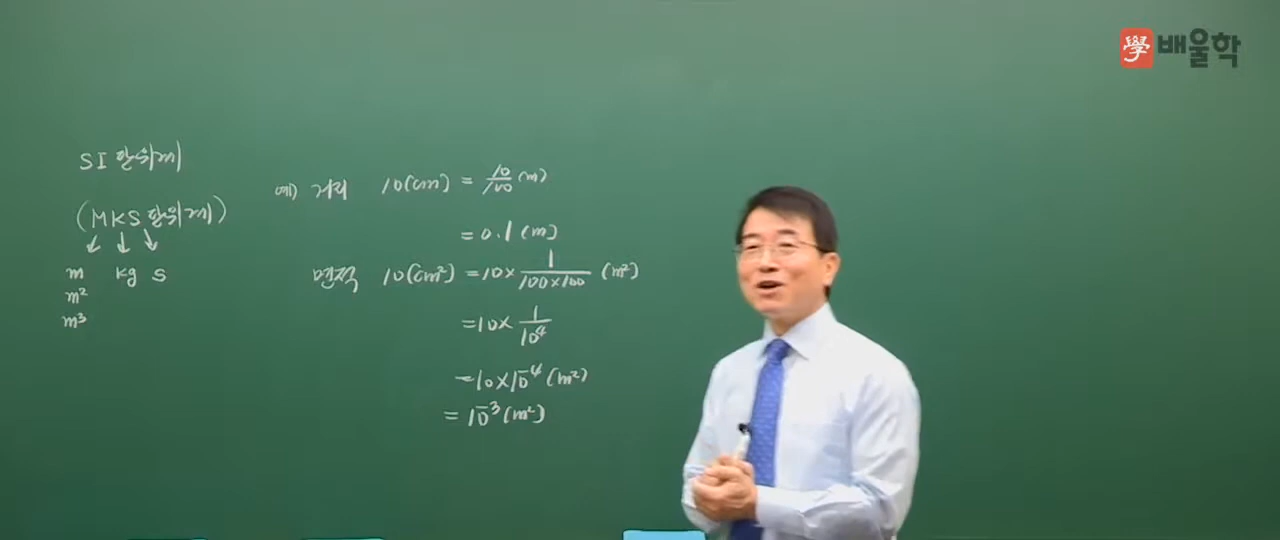 學 배울학
SI 단위계
(MKS 단위계)
m kg s
m²
m³
예) 거리 10(cm) = 10/100 (m)
= 0.1 (m)
면적 10(cm²) = 10 × 1/(100×100) (m²)
= 10 × 1/10⁴
= 10 × 10⁻⁴ (m²)
= 10⁻³ (m²)